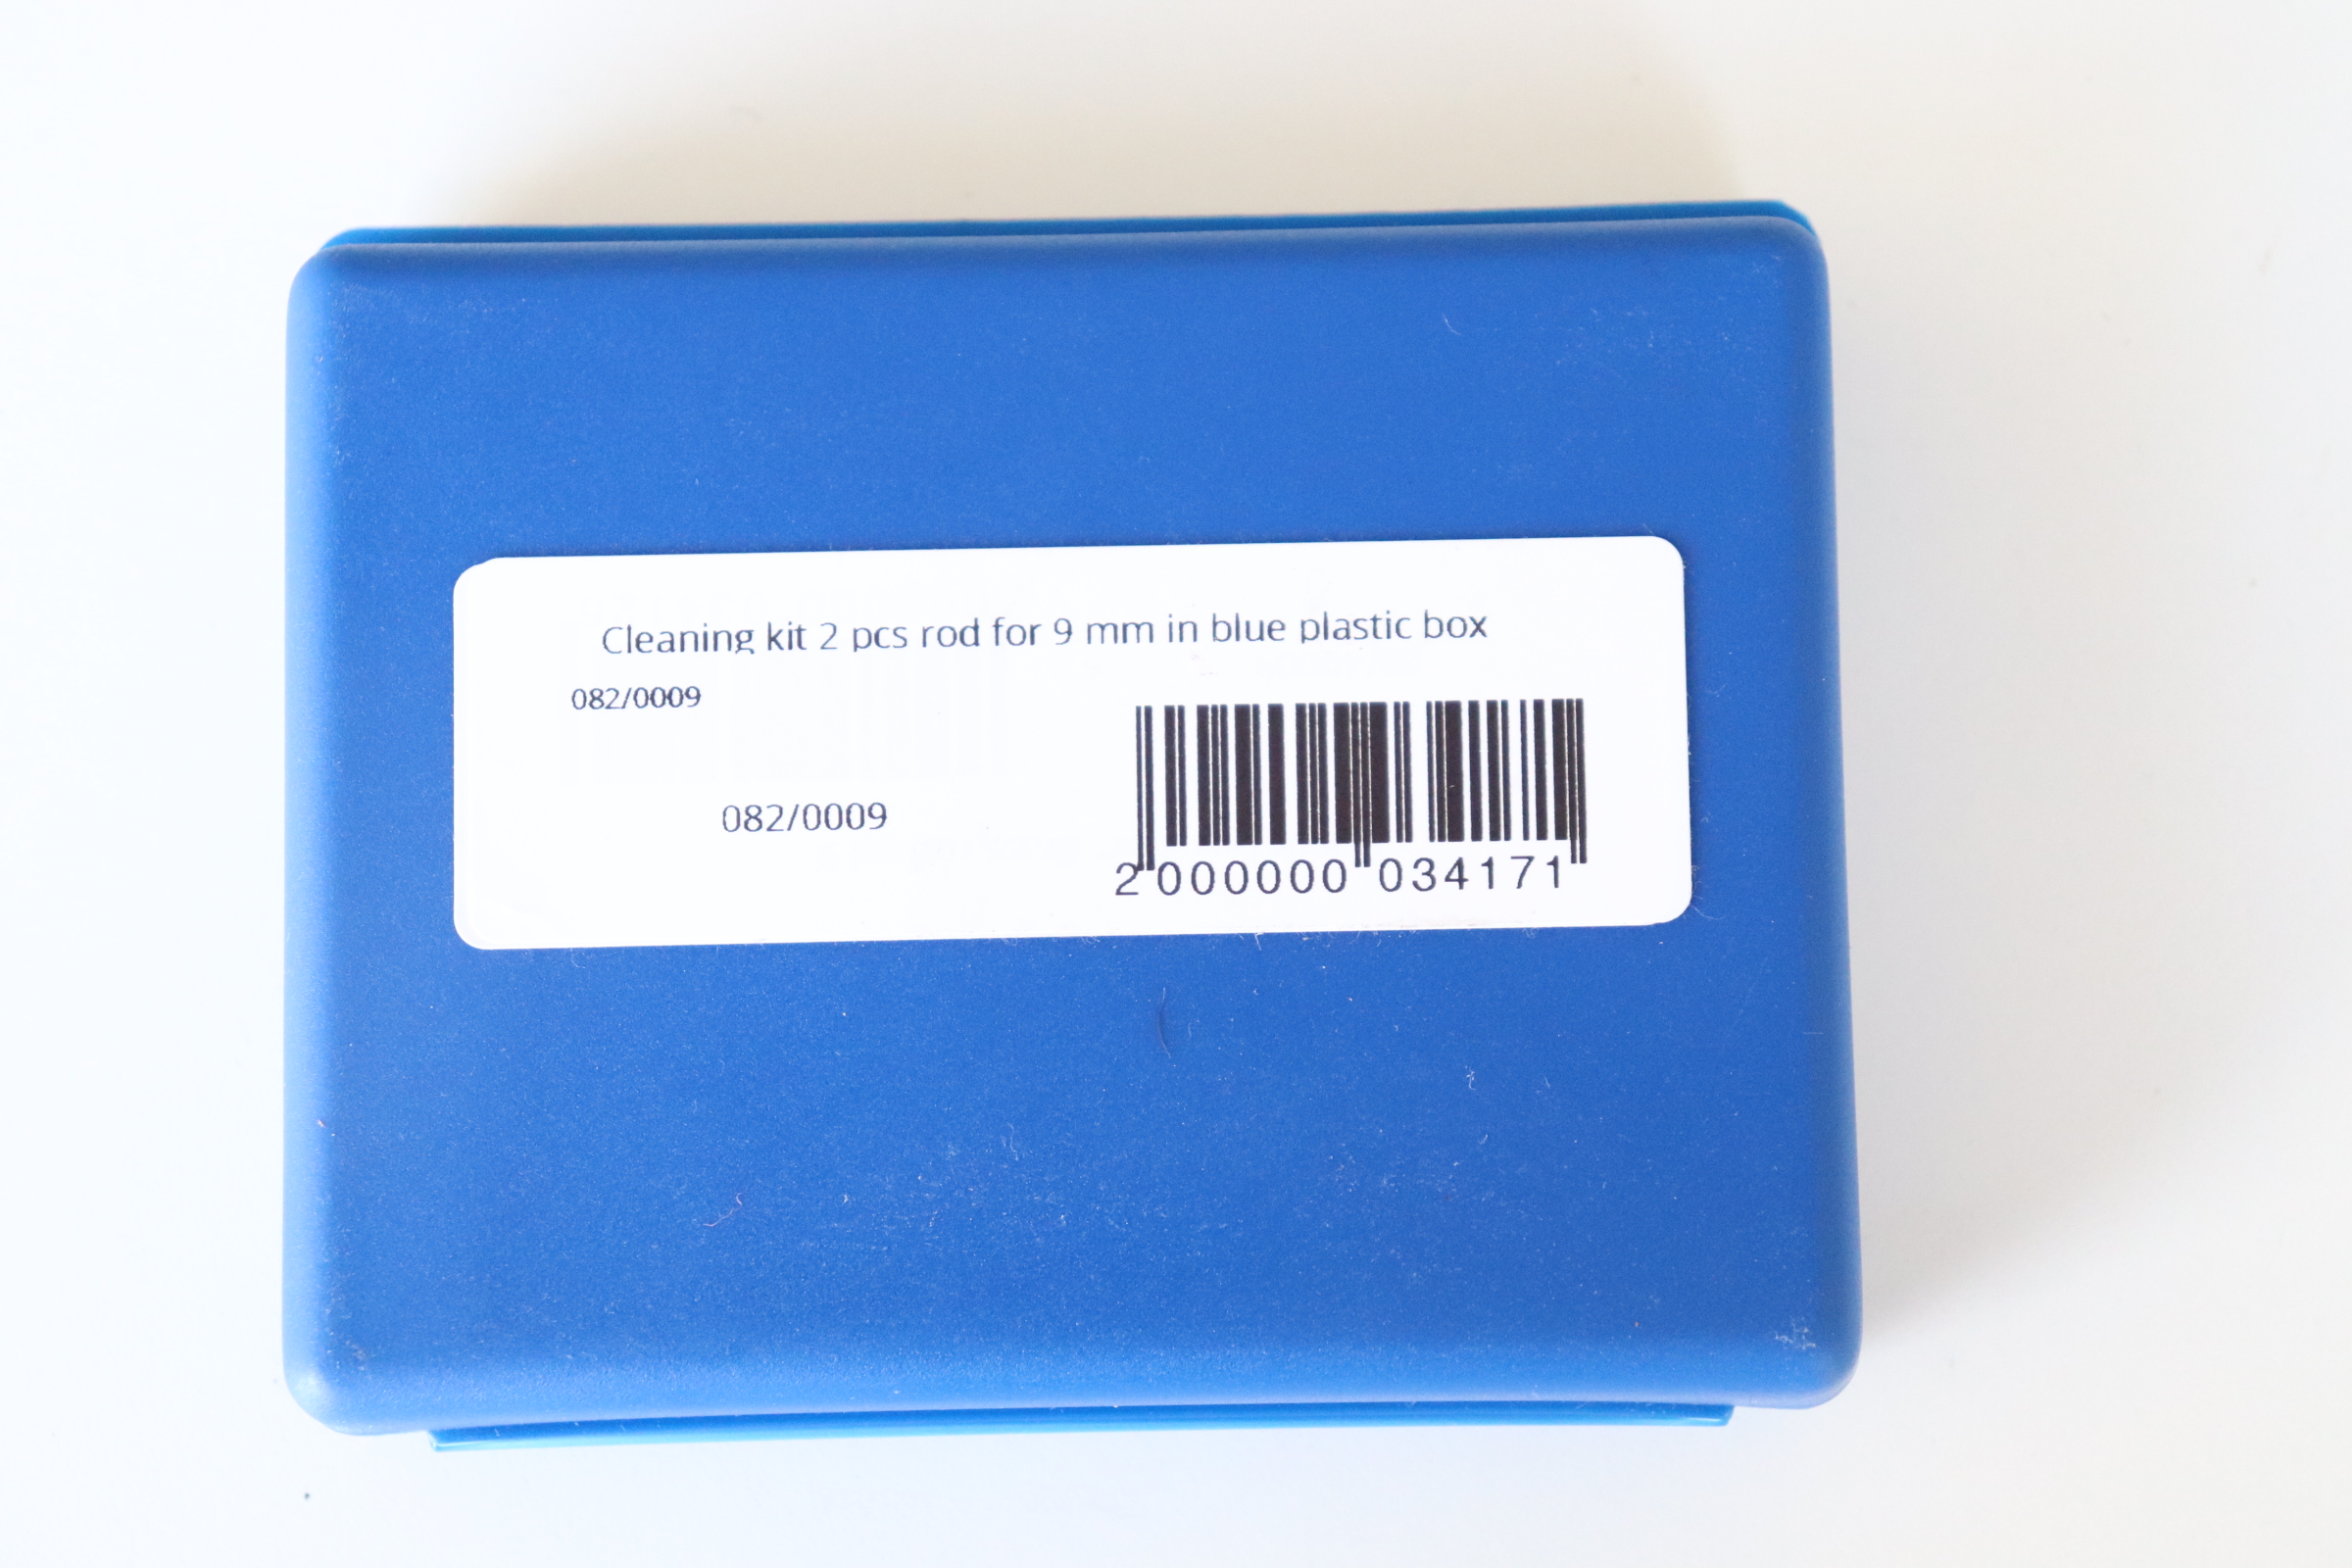 Cleaning kit 2 pcs rod for 9 mm in blue plastic box
082/0009
082/0009
2 000000 034171